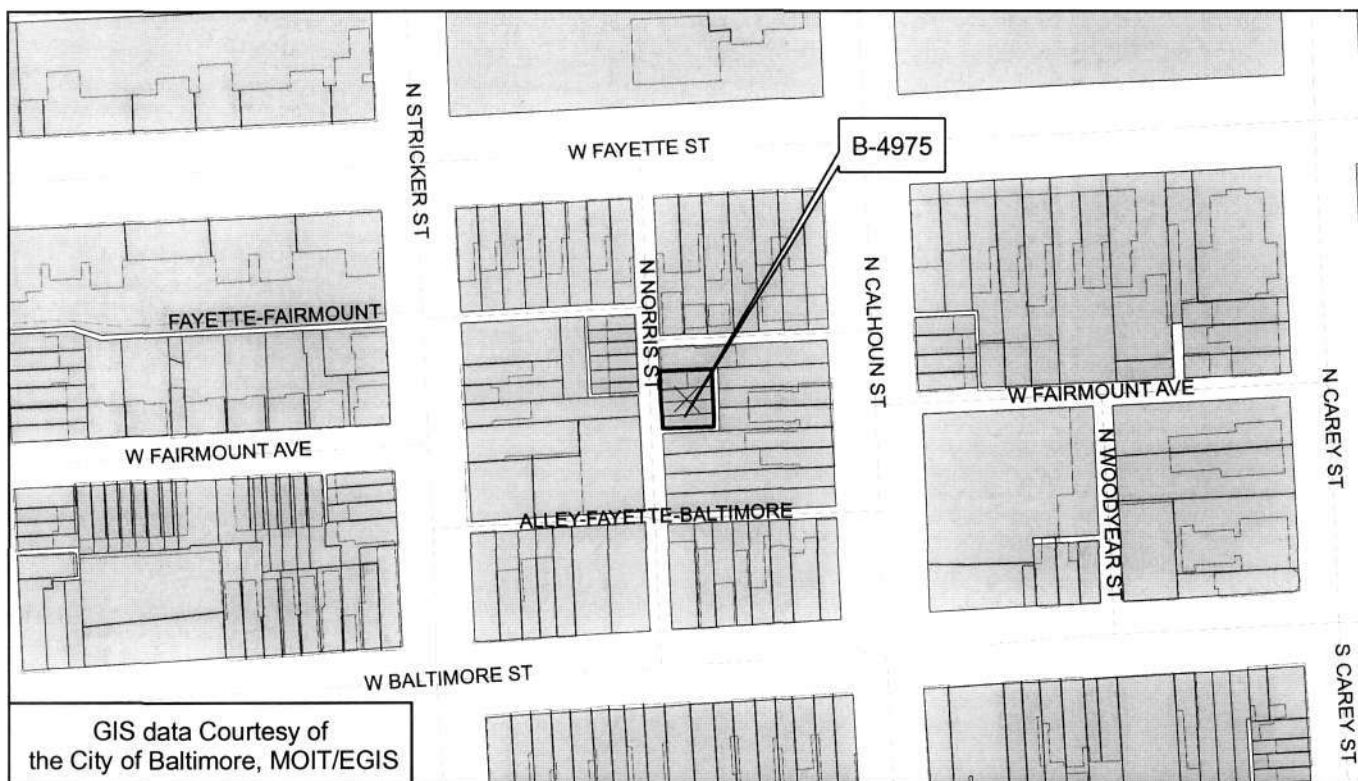 N STRICKER ST
W FAYETTE ST
B-4975
FAYETTE-FAIRMOUNT
N NORRIS ST
N CALHOUN ST
W FAIRMOUNT AVE
W FAIRMOUNT AVE
N CAREY ST
N WOODYEAR ST
ALLEY-FAYETTE-BALTIMORE
W BALTIMORE ST
S CAREY ST
GIS data Courtesy of
the City of Baltimore, MOIT/EGIS